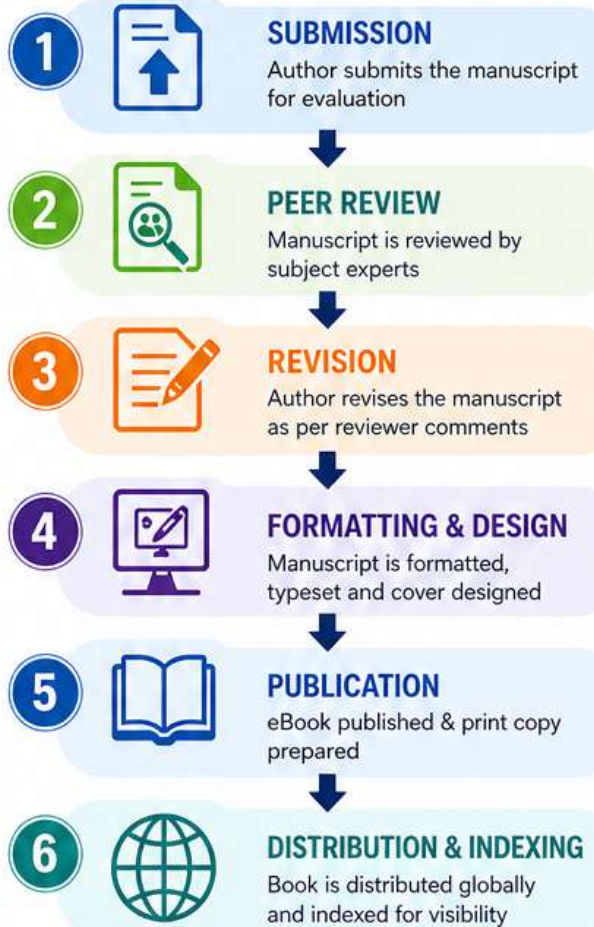 1
SUBMISSION
Author submits the manuscript
for evaluation
2
PEER REVIEW
Manuscript is reviewed by
subject experts
3
REVISION
Author revises the manuscript
as per reviewer comments
4
FORMATTING & DESIGN
Manuscript is formatted,
typeset and cover designed
5
PUBLICATION
eBook published & print copy
prepared
6
DISTRIBUTION & INDEXING
Book is distributed globally
and indexed for visibility